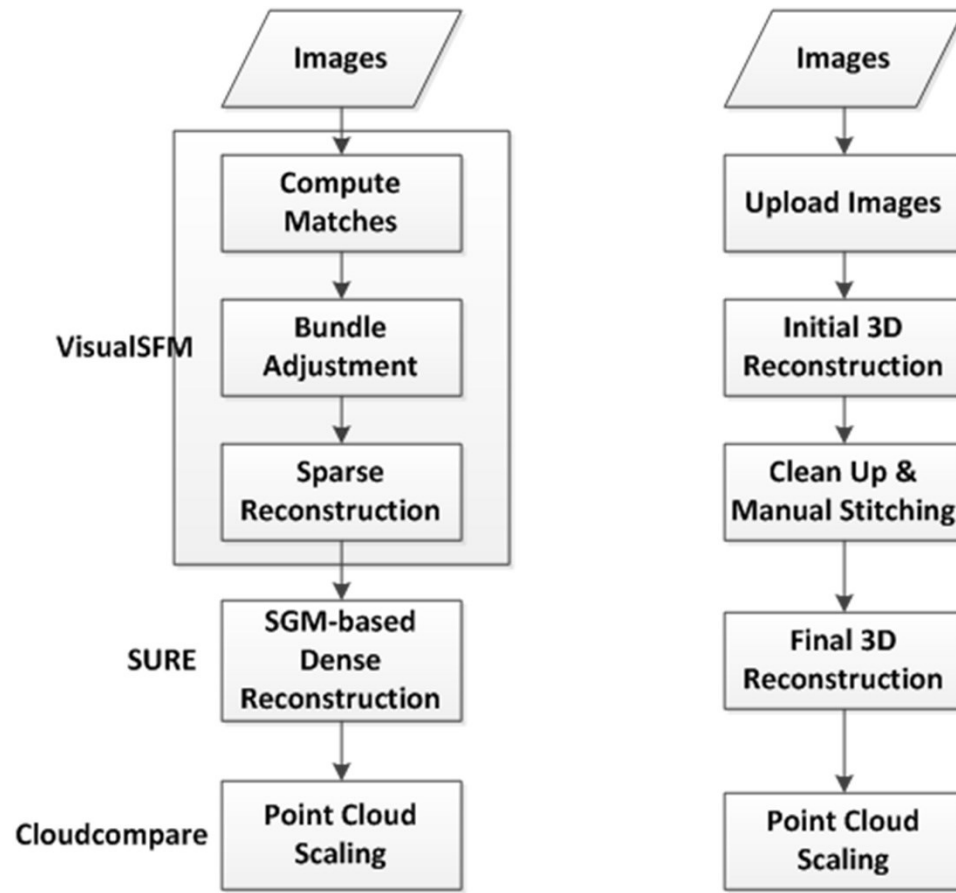 Images
Compute
Matches
Bundle
Adjustment
VisualSFM
Sparse
Reconstruction
SGM-based
Dense
Reconstruction
SURE
Point Cloud
Scaling
Cloudcompare
Images
Upload Images
Initial 3D
Reconstruction
Clean Up &
Manual Stitching
Final 3D
Reconstruction
Point Cloud
Scaling